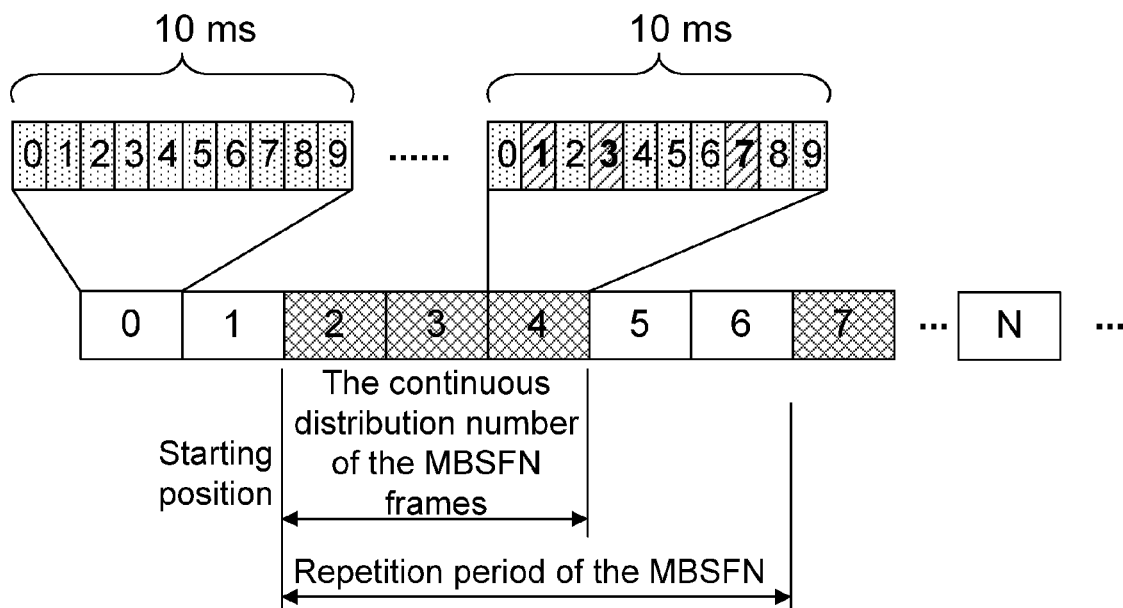 10 ms 10 ms
0 1 2 3 4 5 6 7 8 9 ...... 0 1 2 3 4 5 6 7 8 9
0 1 2 3 4 5 6 7 ... N ...
The continuous
distribution number
of the MBSFN
frames
Starting
position
Repetition period of the MBSFN